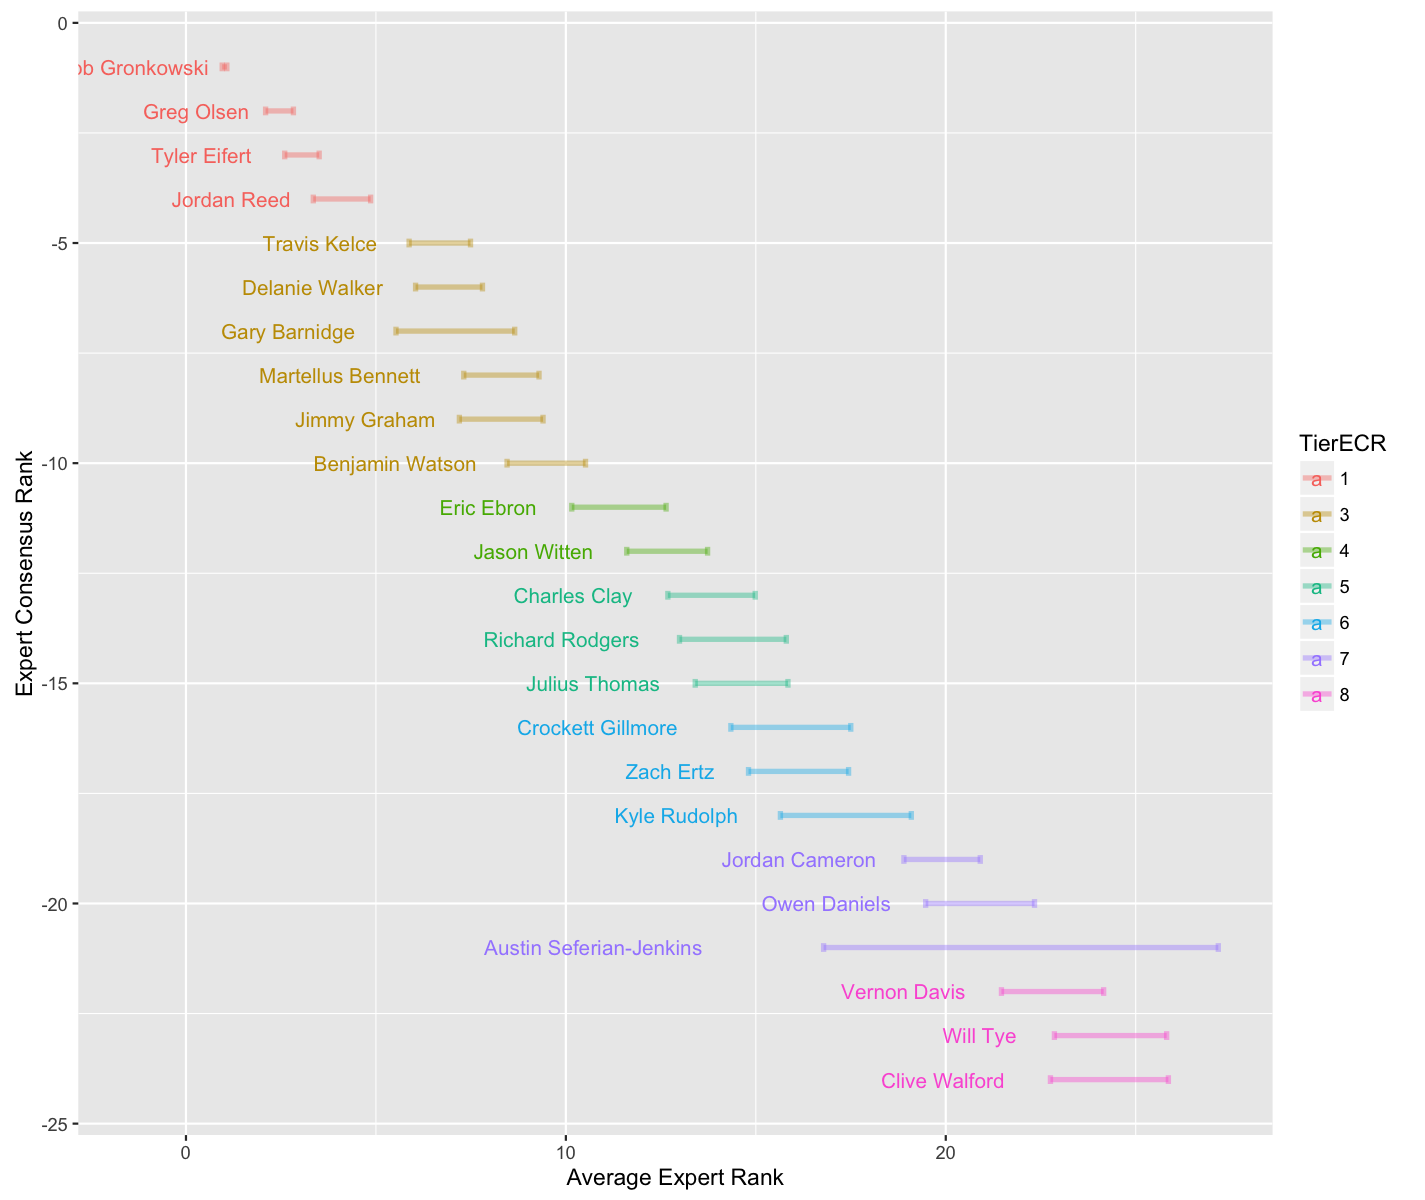 0
ob Gronkowski
Greg Olsen
Tyler Eifert
Jordan Reed
-5
Travis Kelce
Delanie Walker
Gary Barnidge
Martellus Bennett
Jimmy Graham
-10
Benjamin Watson
Eric Ebron
Jason Witten
Charles Clay
Richard Rodgers
-15
Julius Thomas
Crockett Gillmore
Zach Ertz
Kyle Rudolph
Jordan Cameron
-20
Owen Daniels
Austin Seferian-Jenkins
Vernon Davis
Will Tye
Clive Walford
-25
0
10
20
Average Expert Rank
Expert Consensus Rank
TierECR
a 1
a 3
a 4
a 5
a 6
a 7
a 8